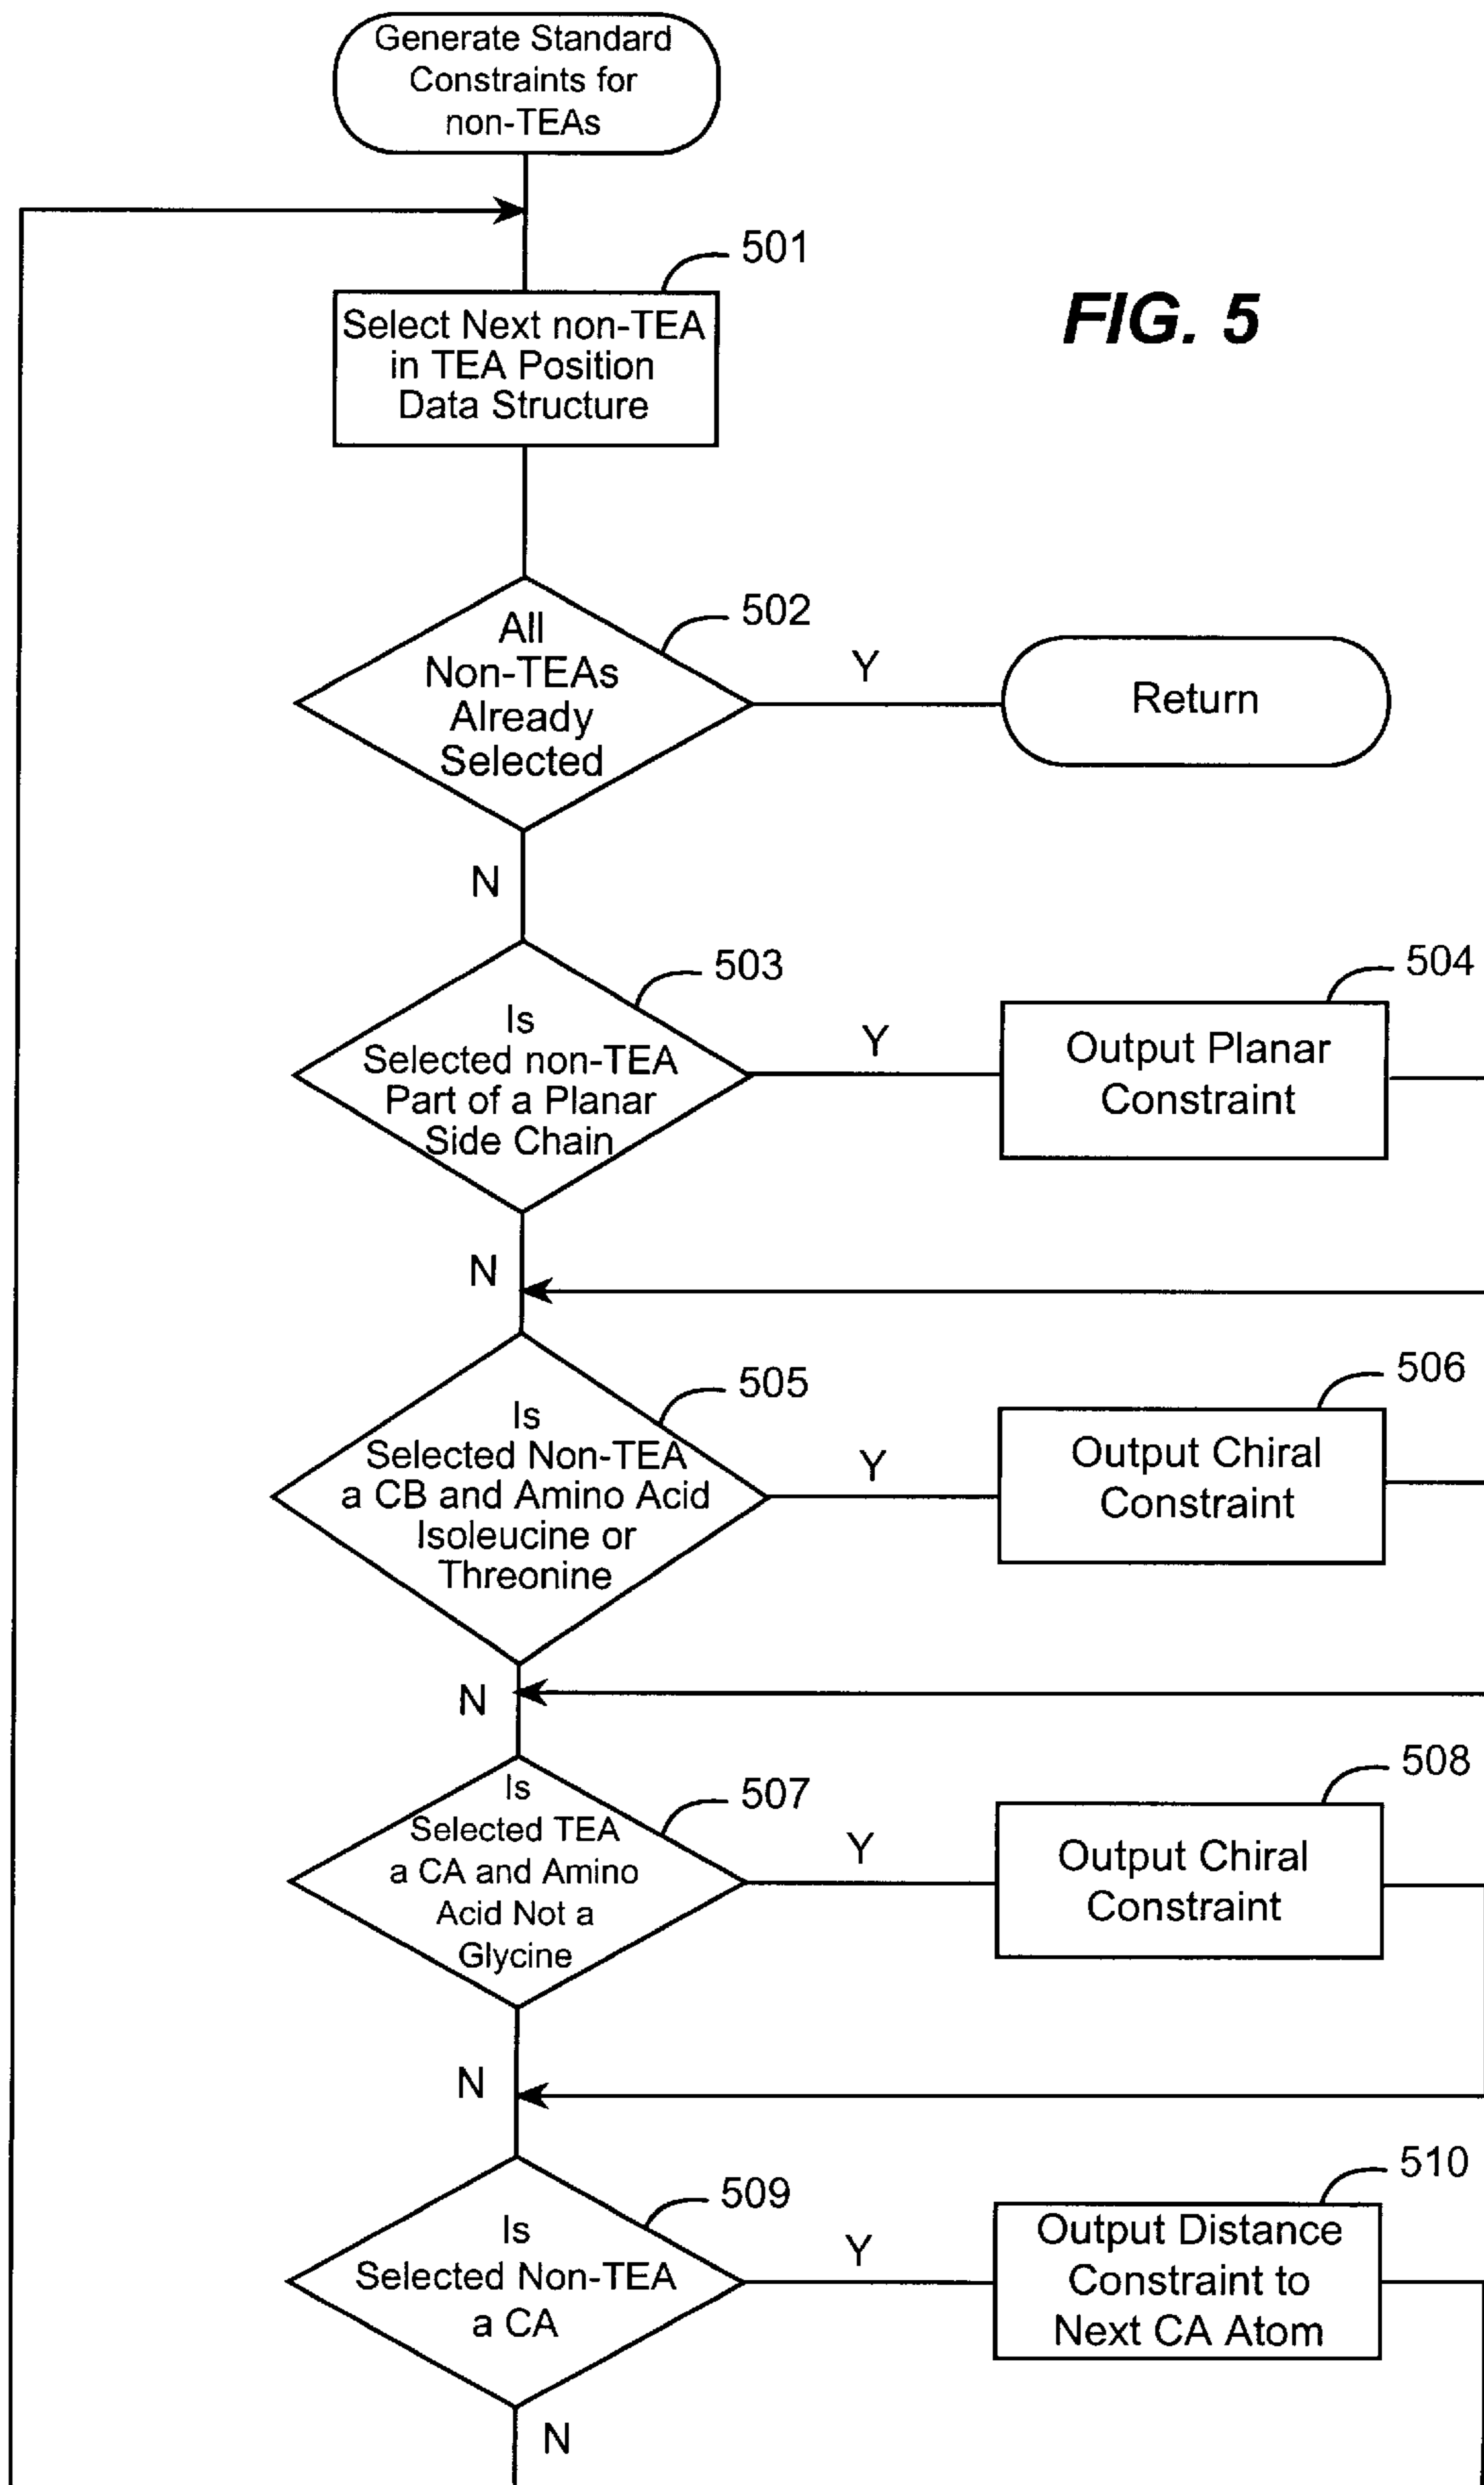 Generate Standard
Constraints for
non-TEAs
501
Select Next non-TEA
in TEA Position
Data Structure
FIG. 5
502
All
Non-TEAs
Already
Selected
Y
Return
N
503
Is
Selected non-TEA
Part of a Planar
Side Chain
Y
504
Output Planar
Constraint
N
505
Is
Selected Non-TEA
a CB and Amino Acid
Isoleucine or
Threonine
Y
506
Output Chiral
Constraint
N
507
Is
Selected TEA
a CA and Amino
Acid Not a
Glycine
Y
508
Output Chiral
Constraint
N
509
Is
Selected Non-TEA
a CA
Y
510
Output Distance
Constraint to
Next CA Atom
N